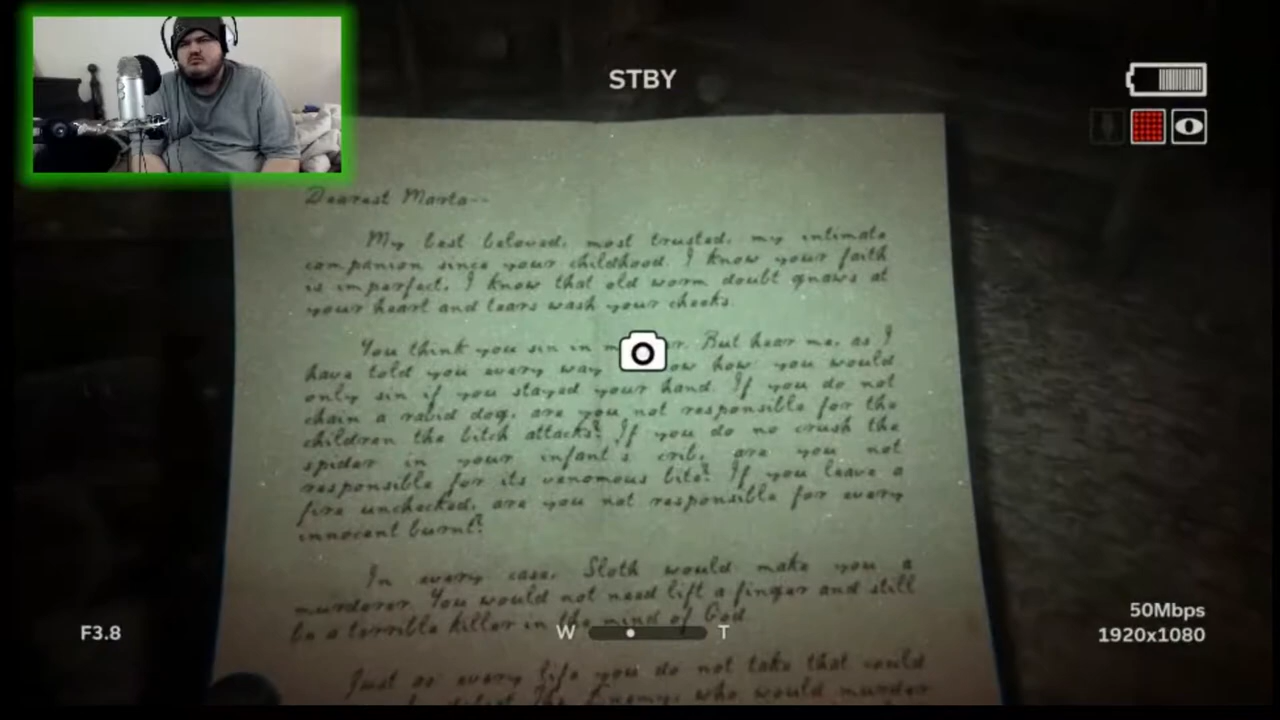 STBY
Dearest Marta--
My best beloved, most trusted, my intimate
companion since your childhood. I know your faith
is imperfect. I know that old worm doubt gnaws at
your heart and tears wash your cheeks.
You think you sin in But hear me, as I
have told you every way how you would
only sin if you stayed your hand. If you do not
chain a rabid dog, are you not responsible for the
children the bitch attacks? If you do no crush the
spider in your infant's crib, are you not
responsible for its venomous bite? If you leave a
fire unchecked, are you not responsible for every
innocent burnt?
In every case, Sloth would make you a
murderer. You would not need lift a finger and still
be a terrible killer in the mind of God.
Just as every life you do not take that could
the Enemy, who would murder
F3.8
W T
50Mbps
1920x1080